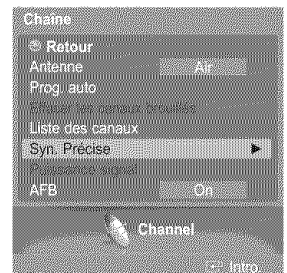 Chaîne
Retour
Antenne Air
Prog. auto
Effacer les canaux brouillés
Liste des canaux
Syn. Précise
Puissance signal
AFB On
Channel
Intro.